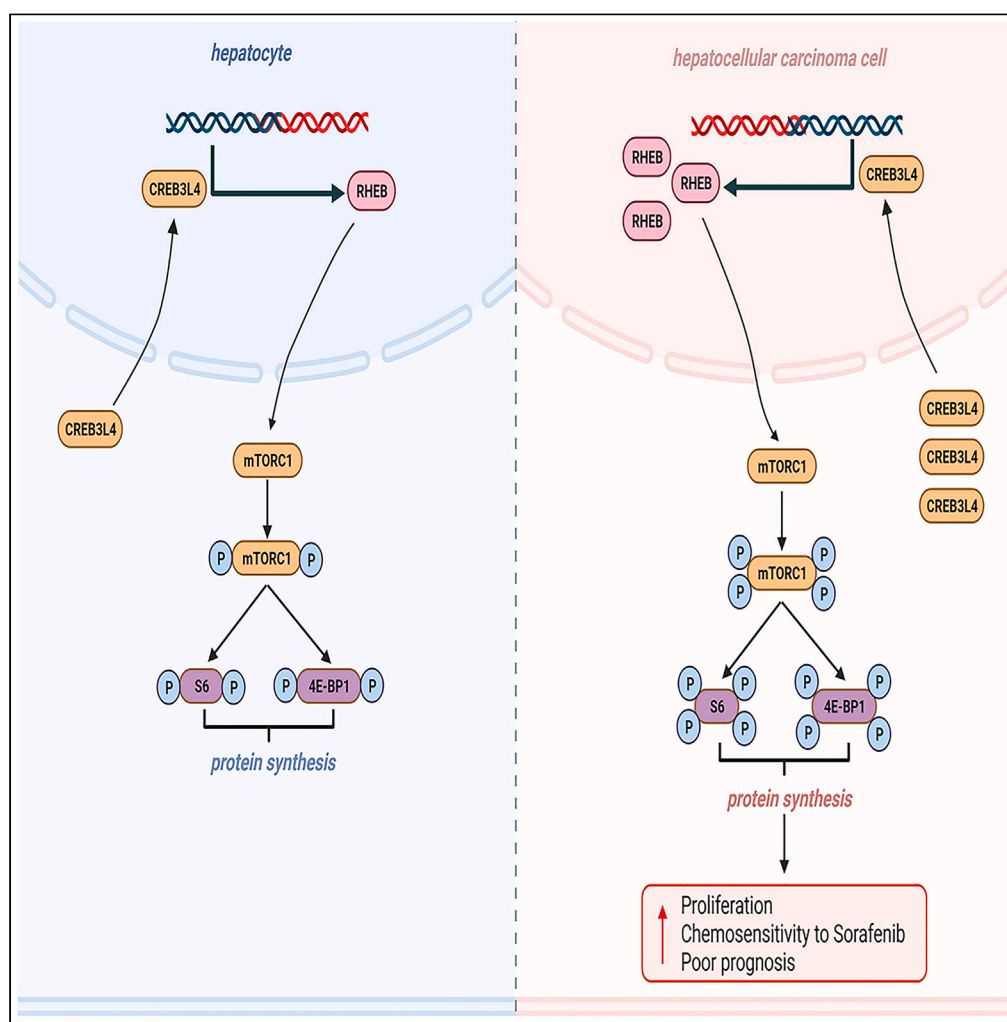 hepatocyte
CREB3L4
RHEB
CREB3L4
mTORC1
P mTORC1 P
P S6 P
P 4E-BP1 P
protein synthesis
hepatocellular carcinoma cell
RHEB
RHEB
RHEB
CREB3L4
CREB3L4
CREB3L4
CREB3L4
mTORC1
P P
mTORC1
P P
P P
S6
P P
P P
4E-BP1
P P
protein synthesis
Proliferation
Chemosensitivity to Sorafenib
Poor prognosis